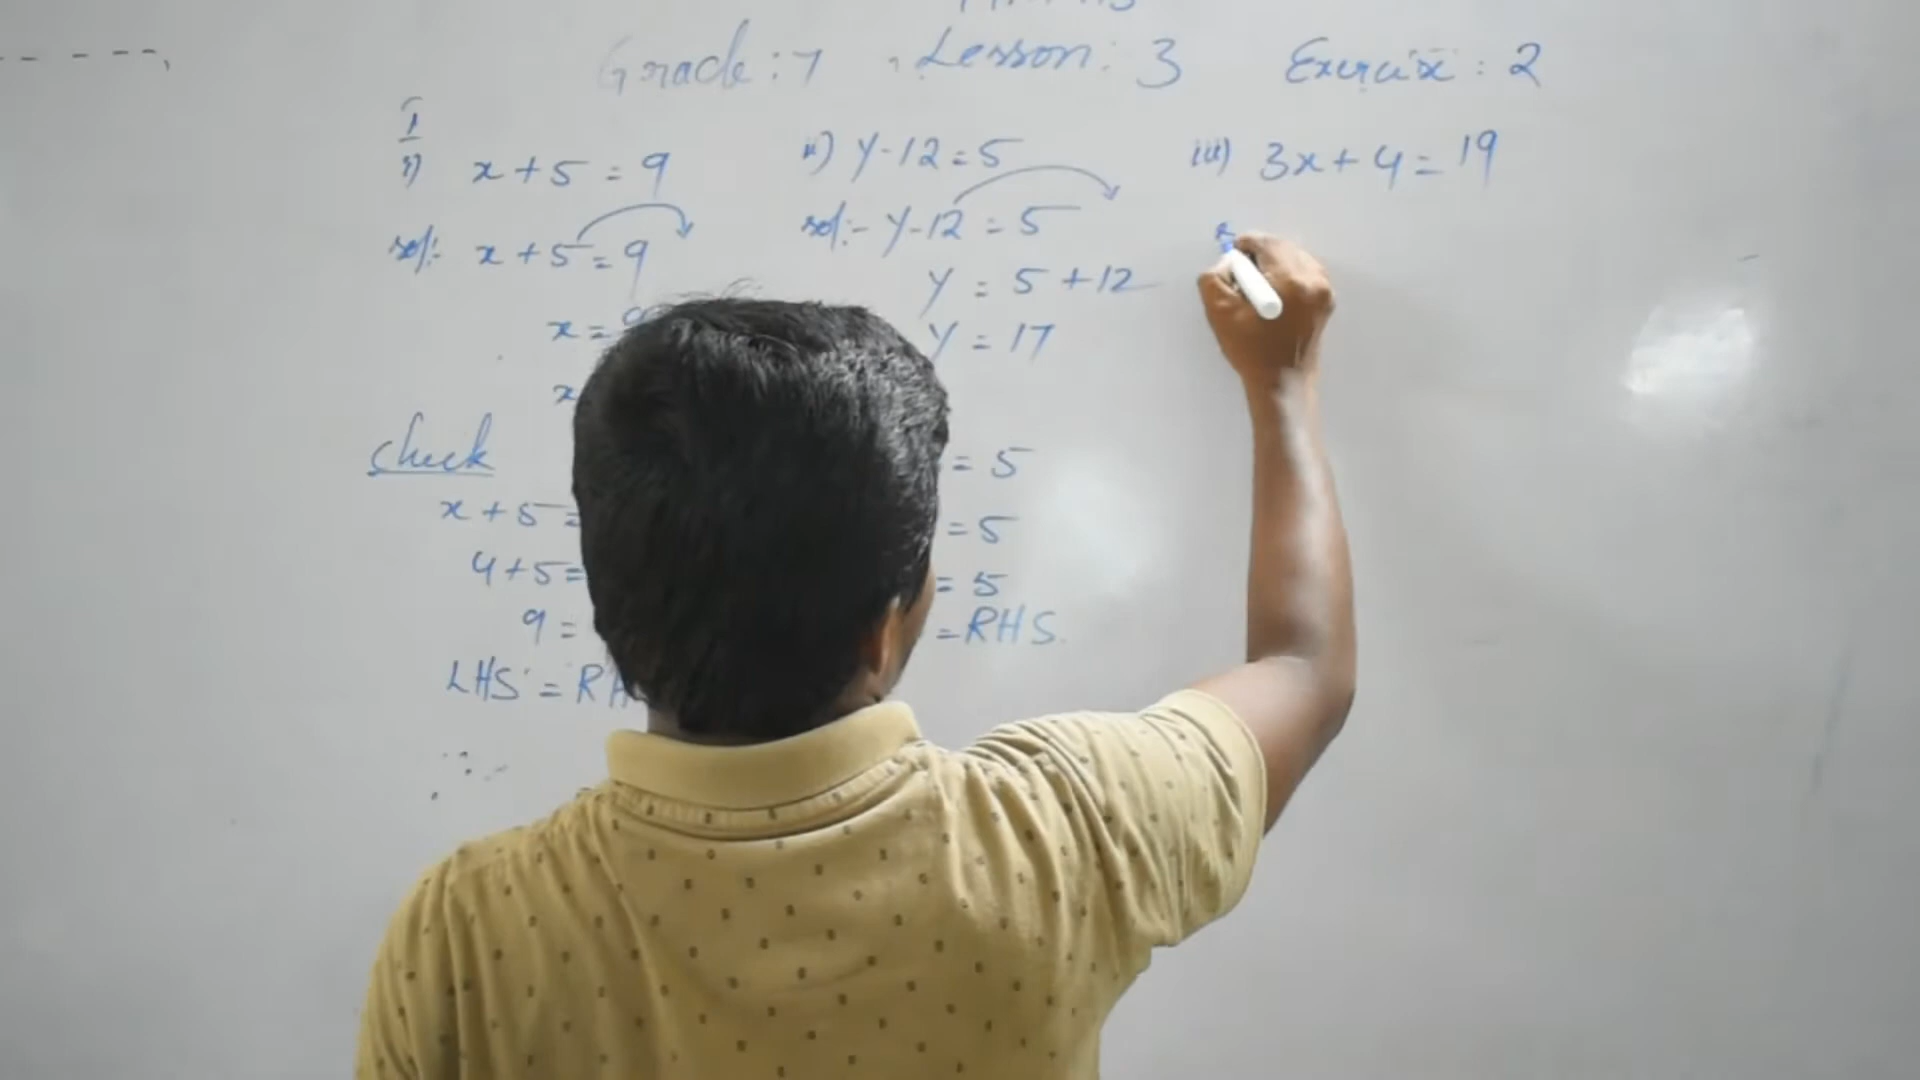 Grade : 7 Lesson : 3 Exercise : 2
I
i) x + 5 = 9
sol:- x + 5 = 9
x =
x
Check
x + 5 =
4 + 5 =
9 =
LHS = RH
ii) y - 12 = 5
sol:- y - 12 = 5
y = 5 + 12
y = 17
= 5
= 5
= 5
= RHS.
iii) 3x + 4 = 19